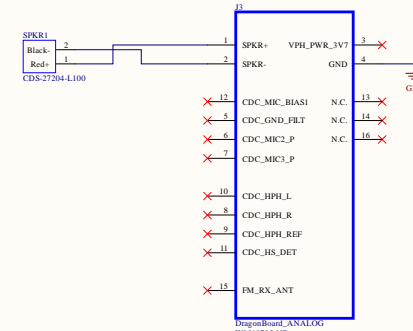 J3
SPKR1
Black- 2
Red+ 1
CDS-27204-L100
1 SPKR+ VPH_PWR_3V7 3
2 SPKR- GND 4
12 CDC_MIC_BIAS1 N.C. 13
5 CDC_GND_FILT N.C. 14
6 CDC_MIC2_P N.C. 16
7 CDC_MIC3_P
10 CDC_HPH_L
8 CDC_HPH_R
9 CDC_HPH_REF
11 CDC_HS_DET
15 FM_RX_ANT
DragonBoard_ANALOG